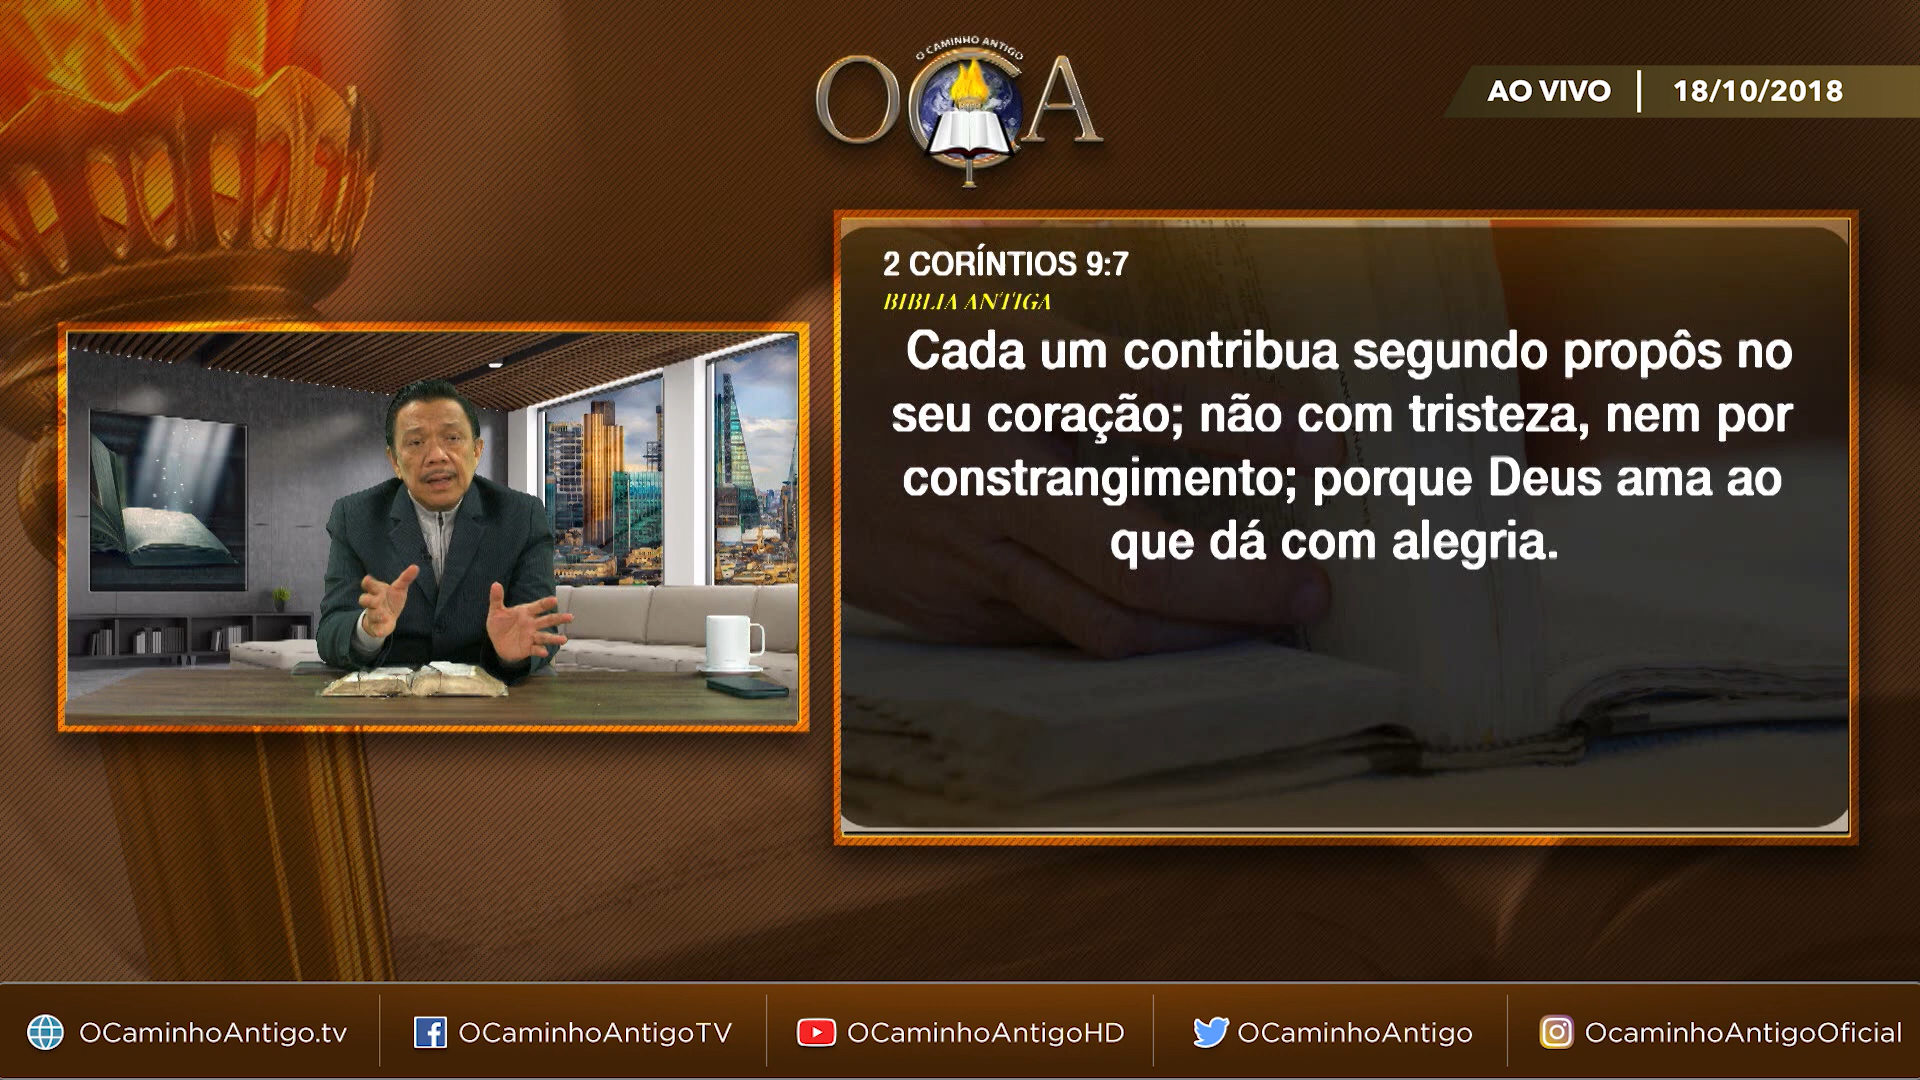 O CAMINHO ANTIGO
OCA
AO VIVO | 18/10/2018
2 CORÍNTIOS 9:7
BIBLIA ANTIGA
Cada um contribua segundo propôs no
seu coração; não com tristeza, nem por
constrangimento; porque Deus ama ao
que dá com alegria.
OCaminhoAntigo.tv
OCaminhoAntigoTV
OCaminhoAntigoHD
OCaminhoAntigo
OcaminhoAntigoOficial